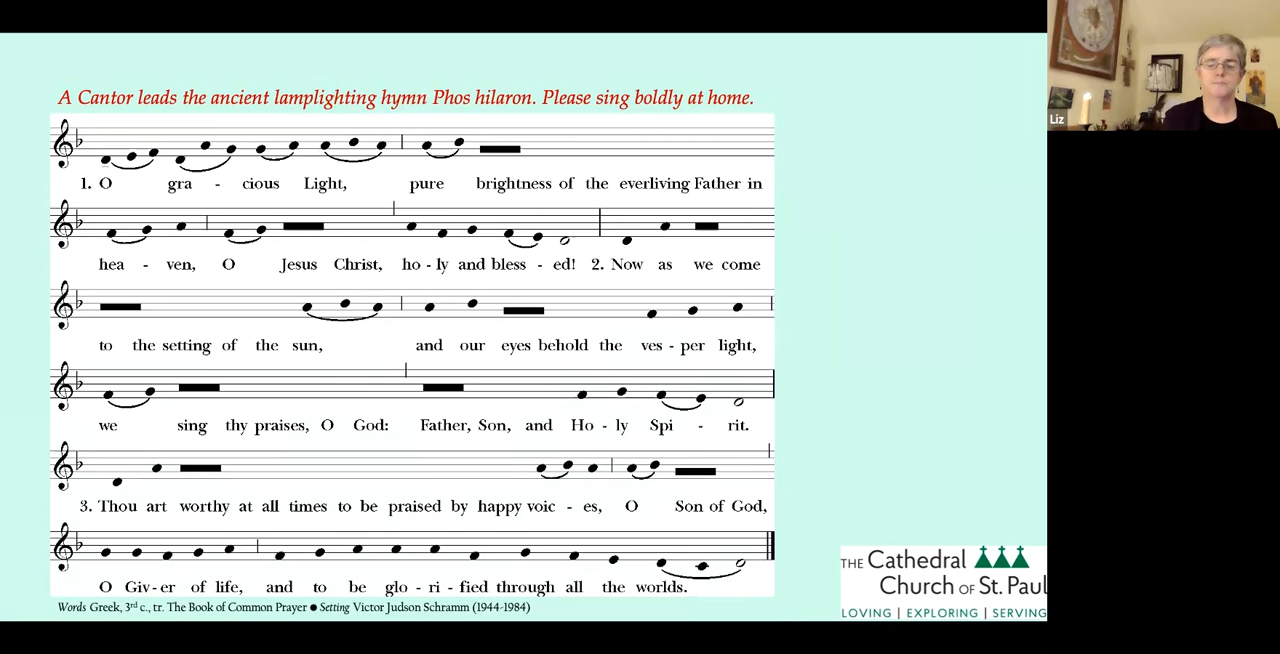 A Cantor leads the ancient lamplighting hymn Phos hilaron. Please sing boldly at home.
1. O gra - cious Light, pure brightness of the everliving Father in
hea - ven, O Jesus Christ, ho - ly and bless - ed! 2. Now as we come
to the setting of the sun, and our eyes behold the ves - per light,
we sing thy praises, O God: Father, Son, and Ho - ly Spi - rit.
3. Thou art worthy at all times to be praised by happy voic - es, O Son of God,
O Giv - er of life, and to be glo - ri - fied through all the worlds.
Words Greek, 3rd c., tr. The Book of Common Prayer ● Setting Victor Judson Schramm (1944-1984)
THE Cathedral
Church OF St. Paul
LOVING | EXPLORING | SERVING
Liz